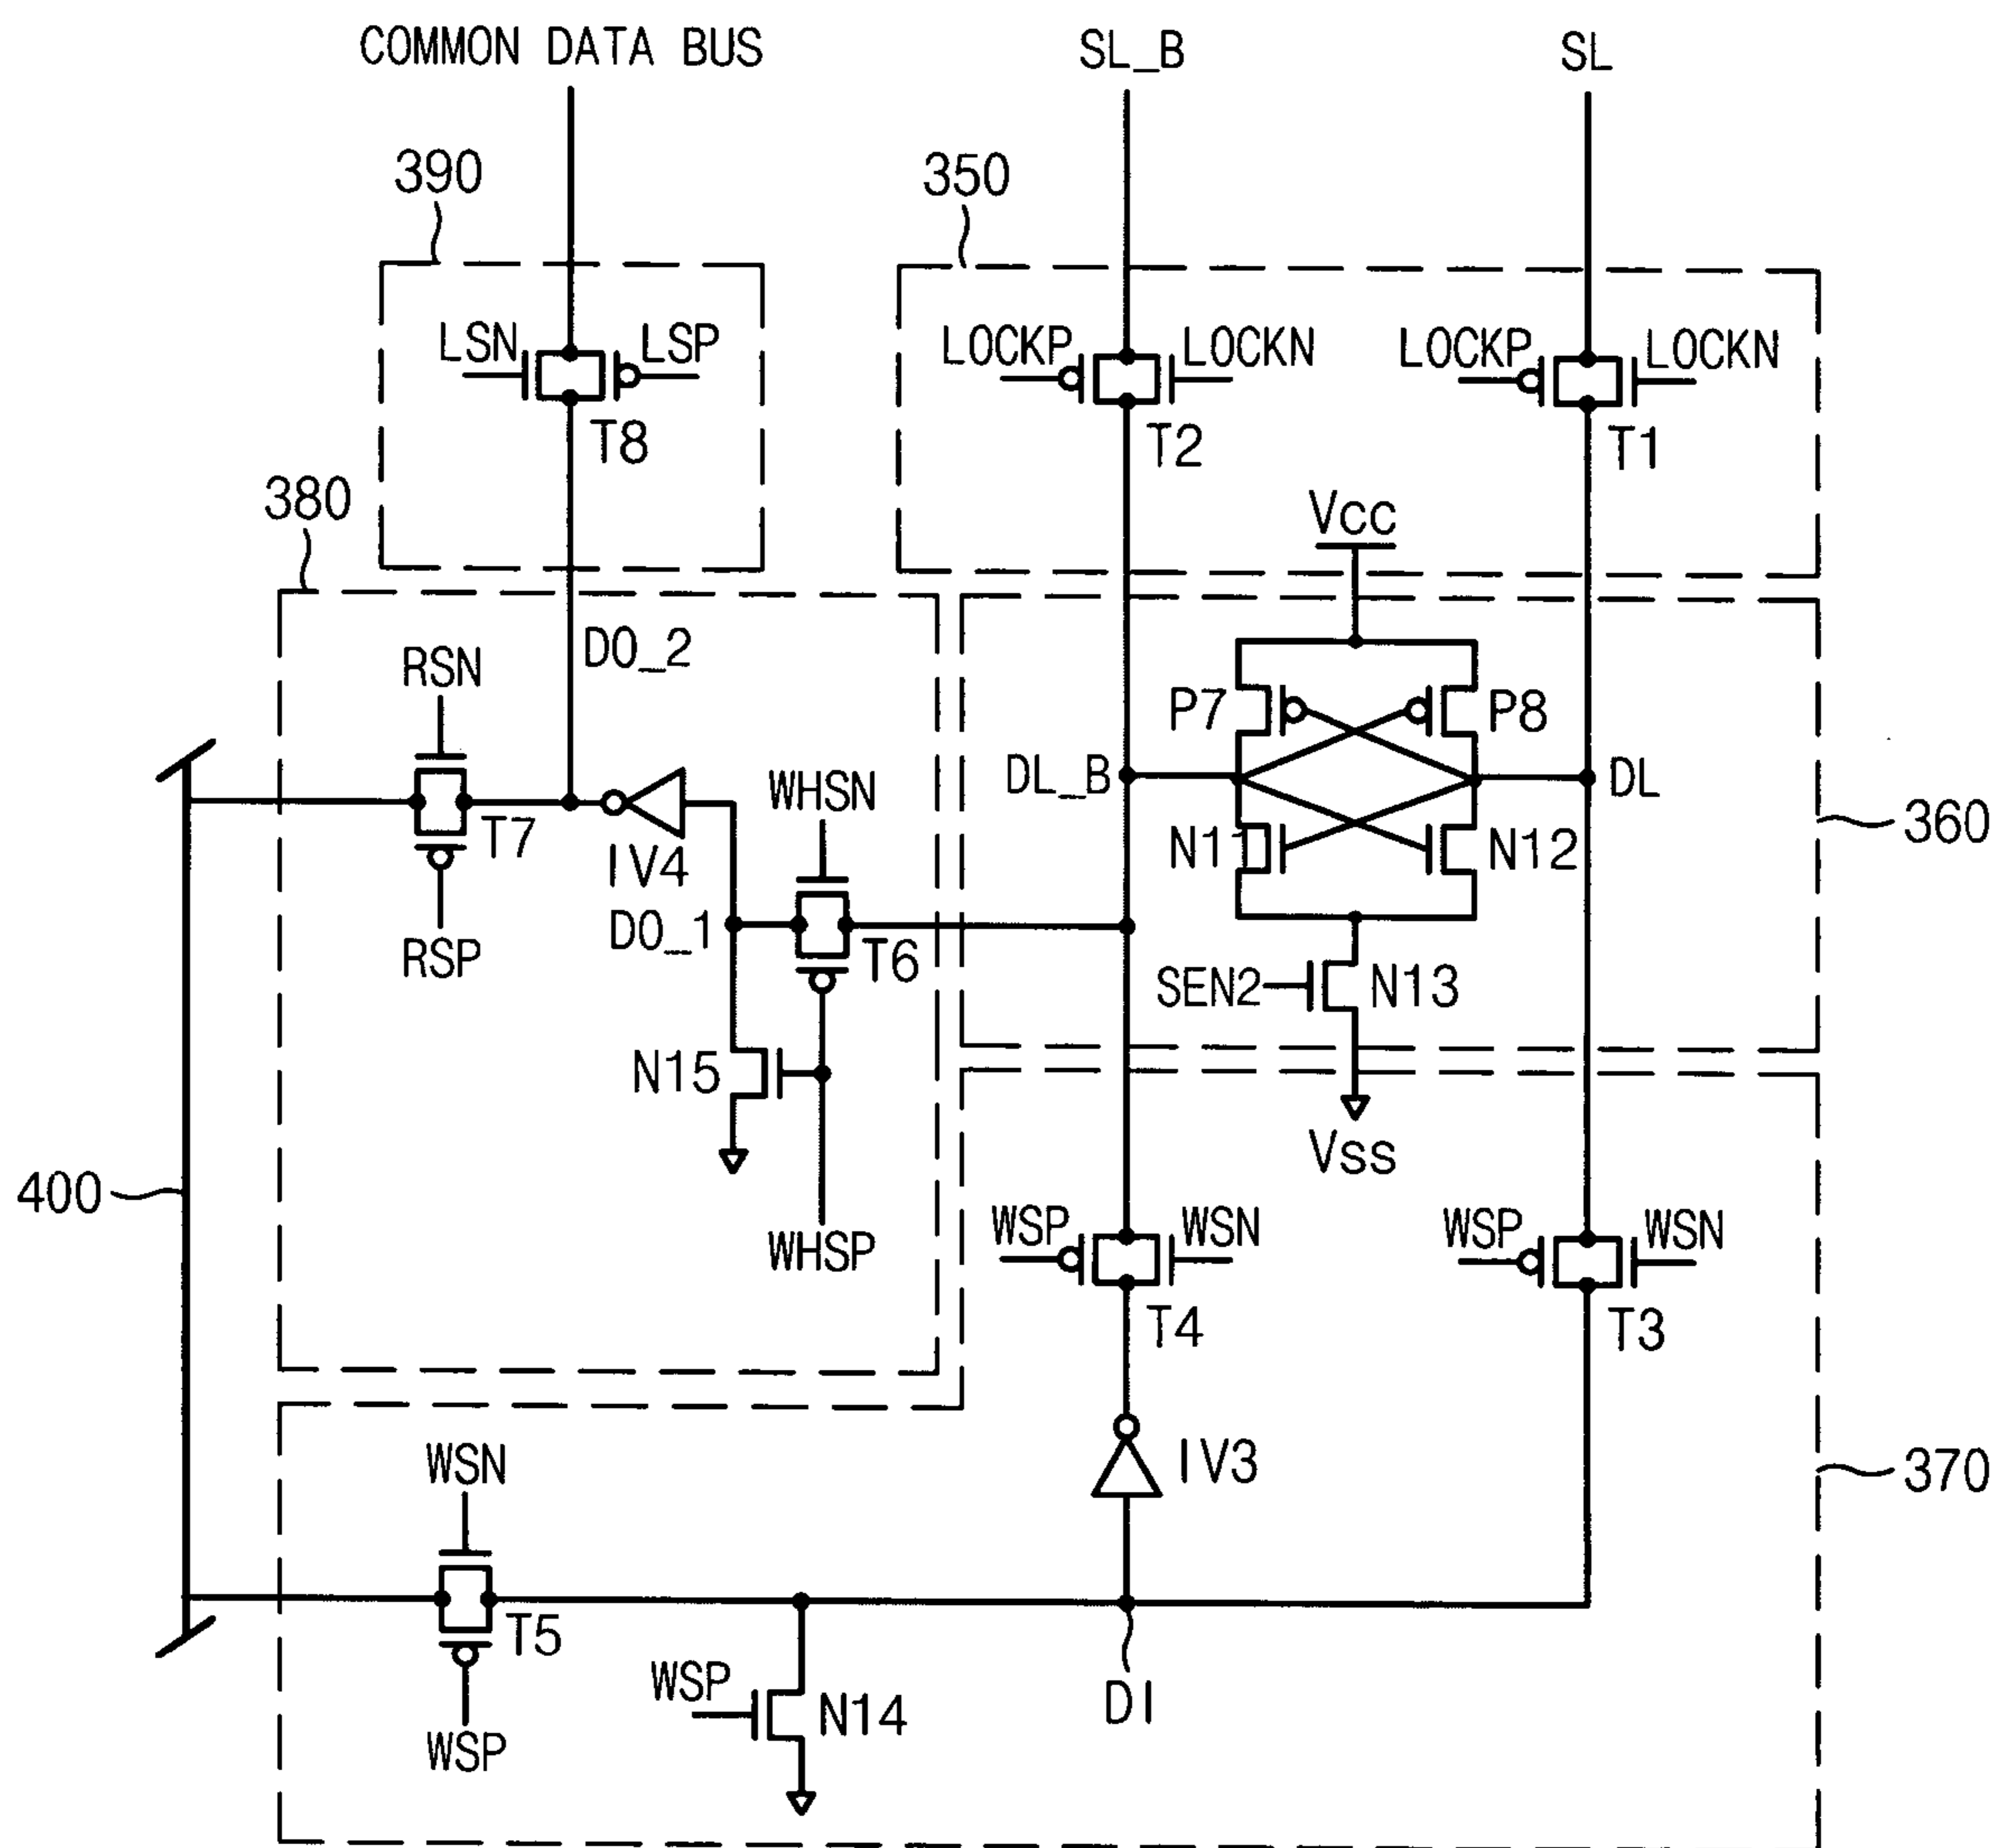 COMMON DATA BUS
SL_B
SL
390
350
LSN
LSP
LOCKP
LOCKN
LOCKP
LOCKN
T8
T2
T1
380
VCC
DO_2
RSN
P7
P8
DL_B
DL
WHSN
T7
360
IV4
N11
N12
DO_1
T6
RSP
SEN2
N13
N15
VSS
400
WHSP
WSP
WSN
WSP
WSN
T4
T3
WSN
IV3
370
T5
WSP
N14
DI
WSP